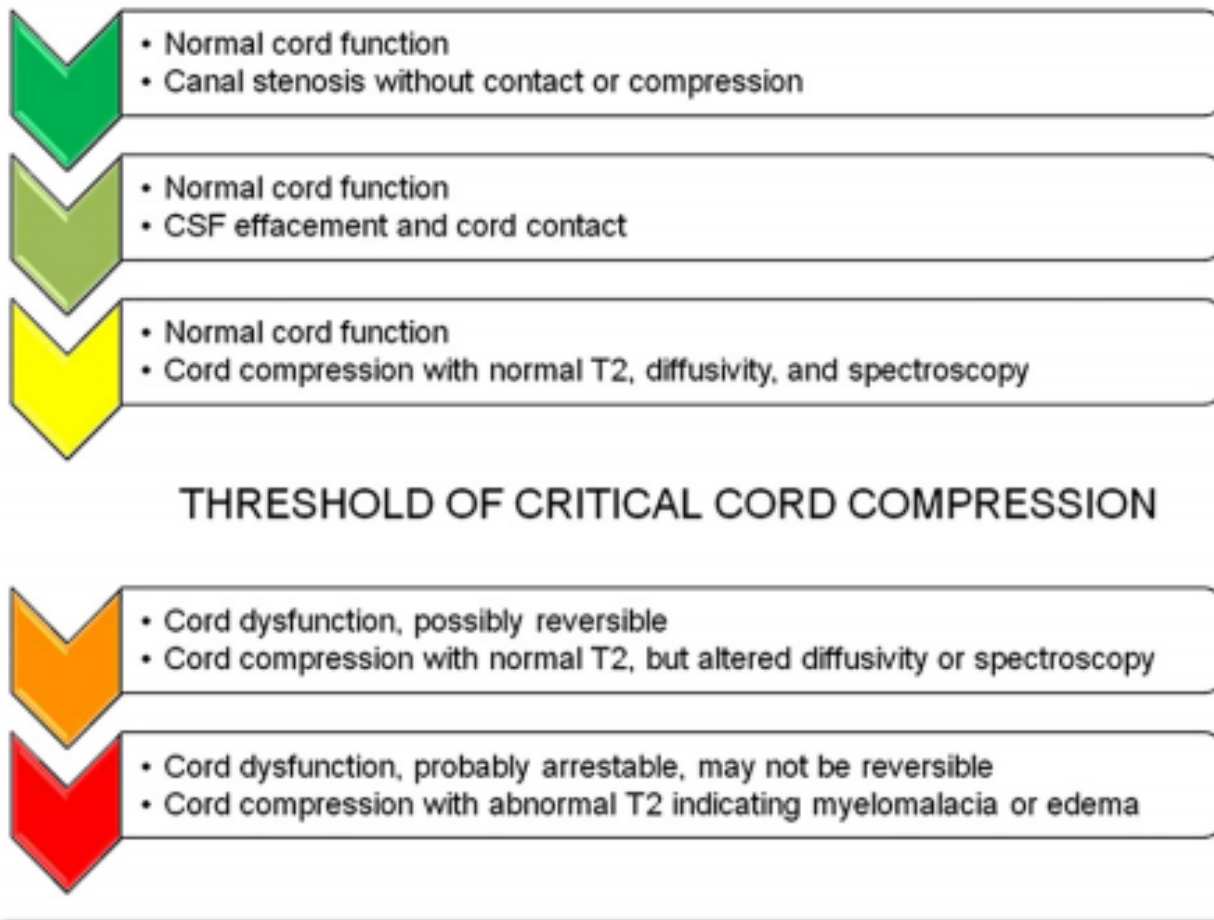 • Normal cord function
• Canal stenosis without contact or compression
• Normal cord function
• CSF effacement and cord contact
• Normal cord function
• Cord compression with normal T2, diffusivity, and spectroscopy
THRESHOLD OF CRITICAL CORD COMPRESSION
• Cord dysfunction, possibly reversible
• Cord compression with normal T2, but altered diffusivity or spectroscopy
• Cord dysfunction, probably arrestable, may not be reversible
• Cord compression with abnormal T2 indicating myelomalacia or edema